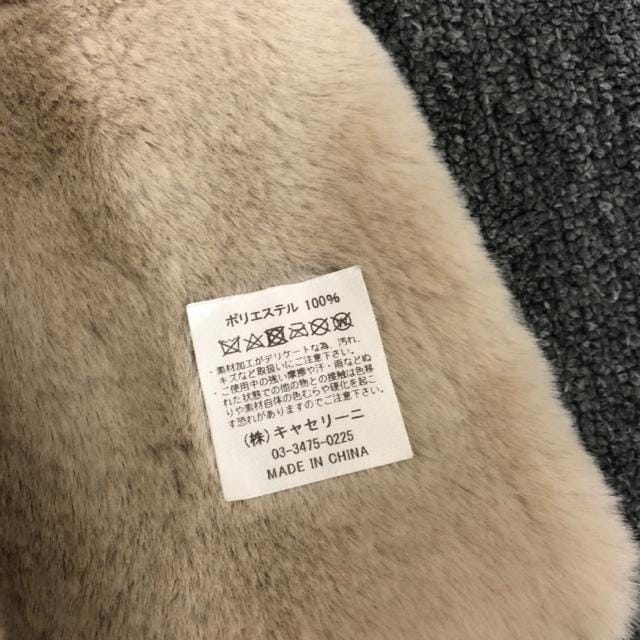 ポリエステル 100%
素材加工がデリケートな為、汚れ、
キズなど取扱いにご注意下さい。
ご使用中の強い摩擦や汗・雨などぬ
れた状態での他の物との接触は色移
りや素材自体の色むらや硬化を起こ
す恐れがありますのでご注意下さい。
(株)キャセリーニ
03-3475-0225
MADE IN CHINA